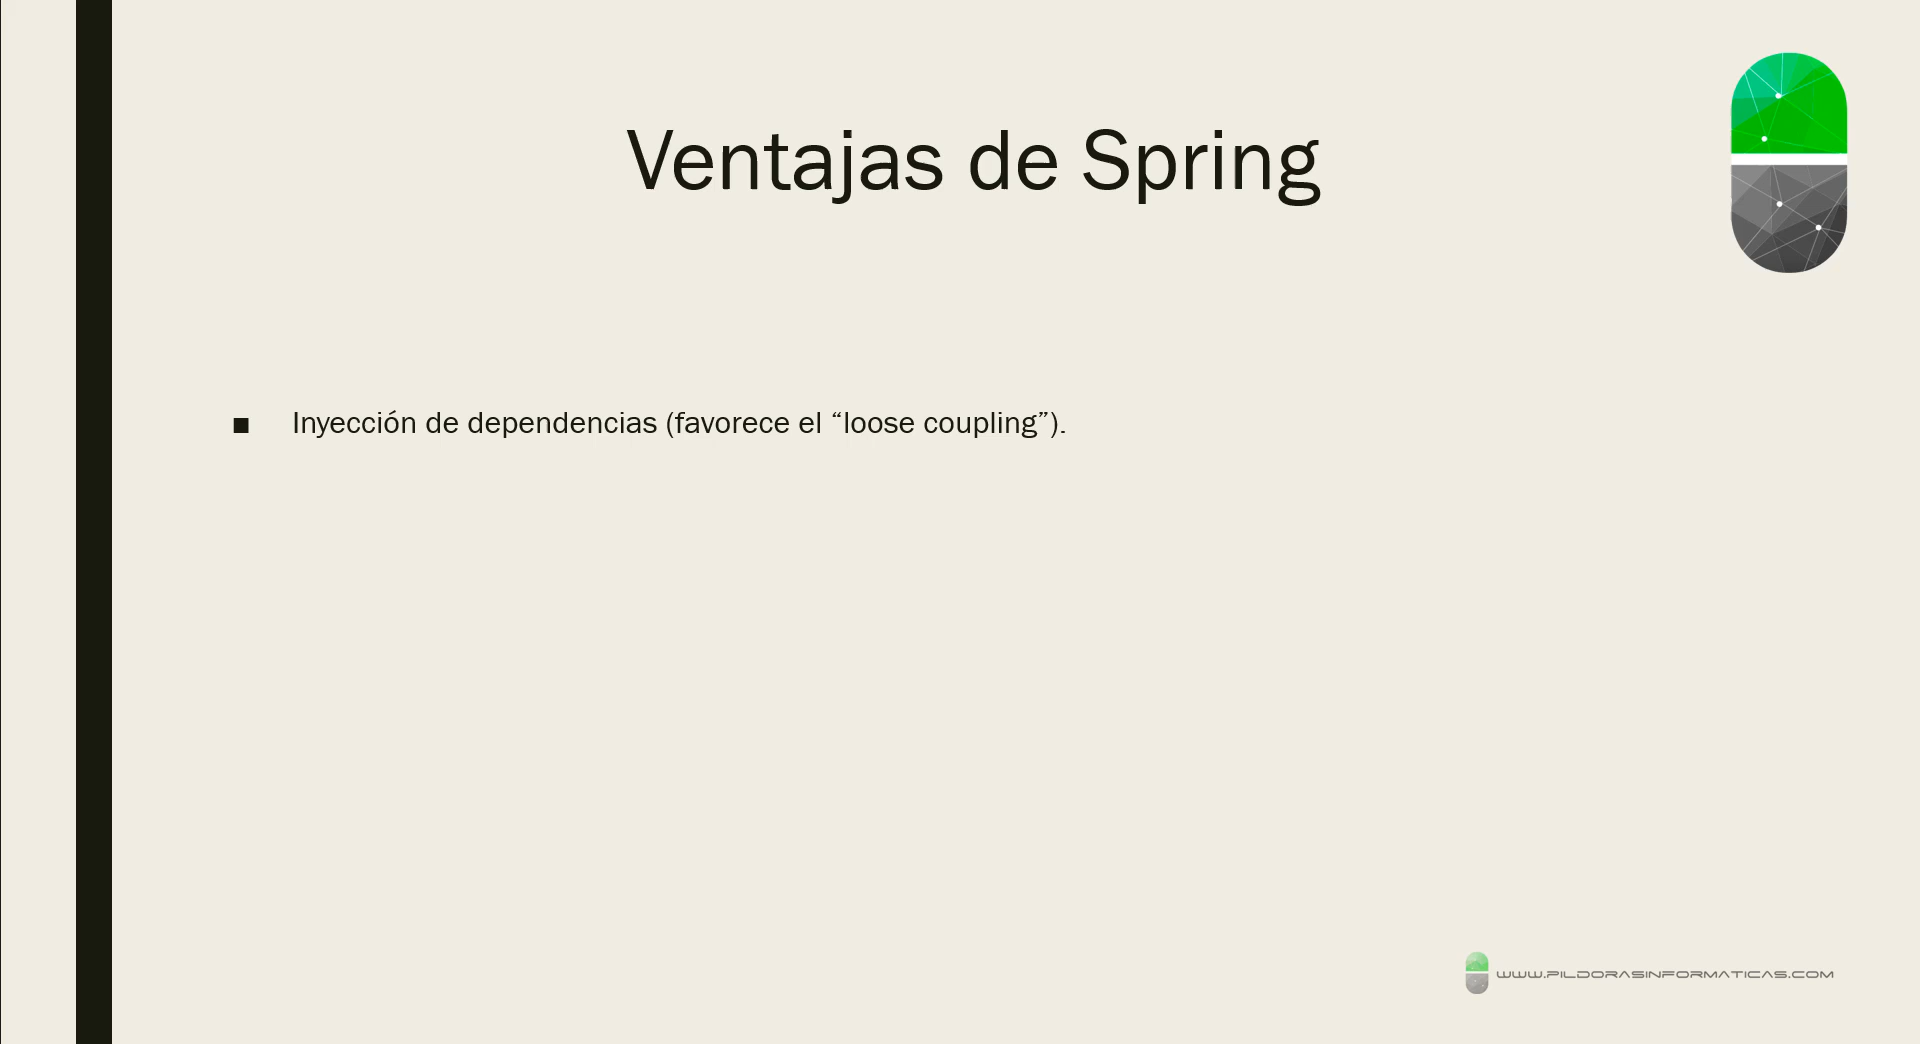 Ventajas de Spring
■ Inyección de dependencias (favorece el “loose coupling”).
WWW.PILDORASINFORMATICAS.COM